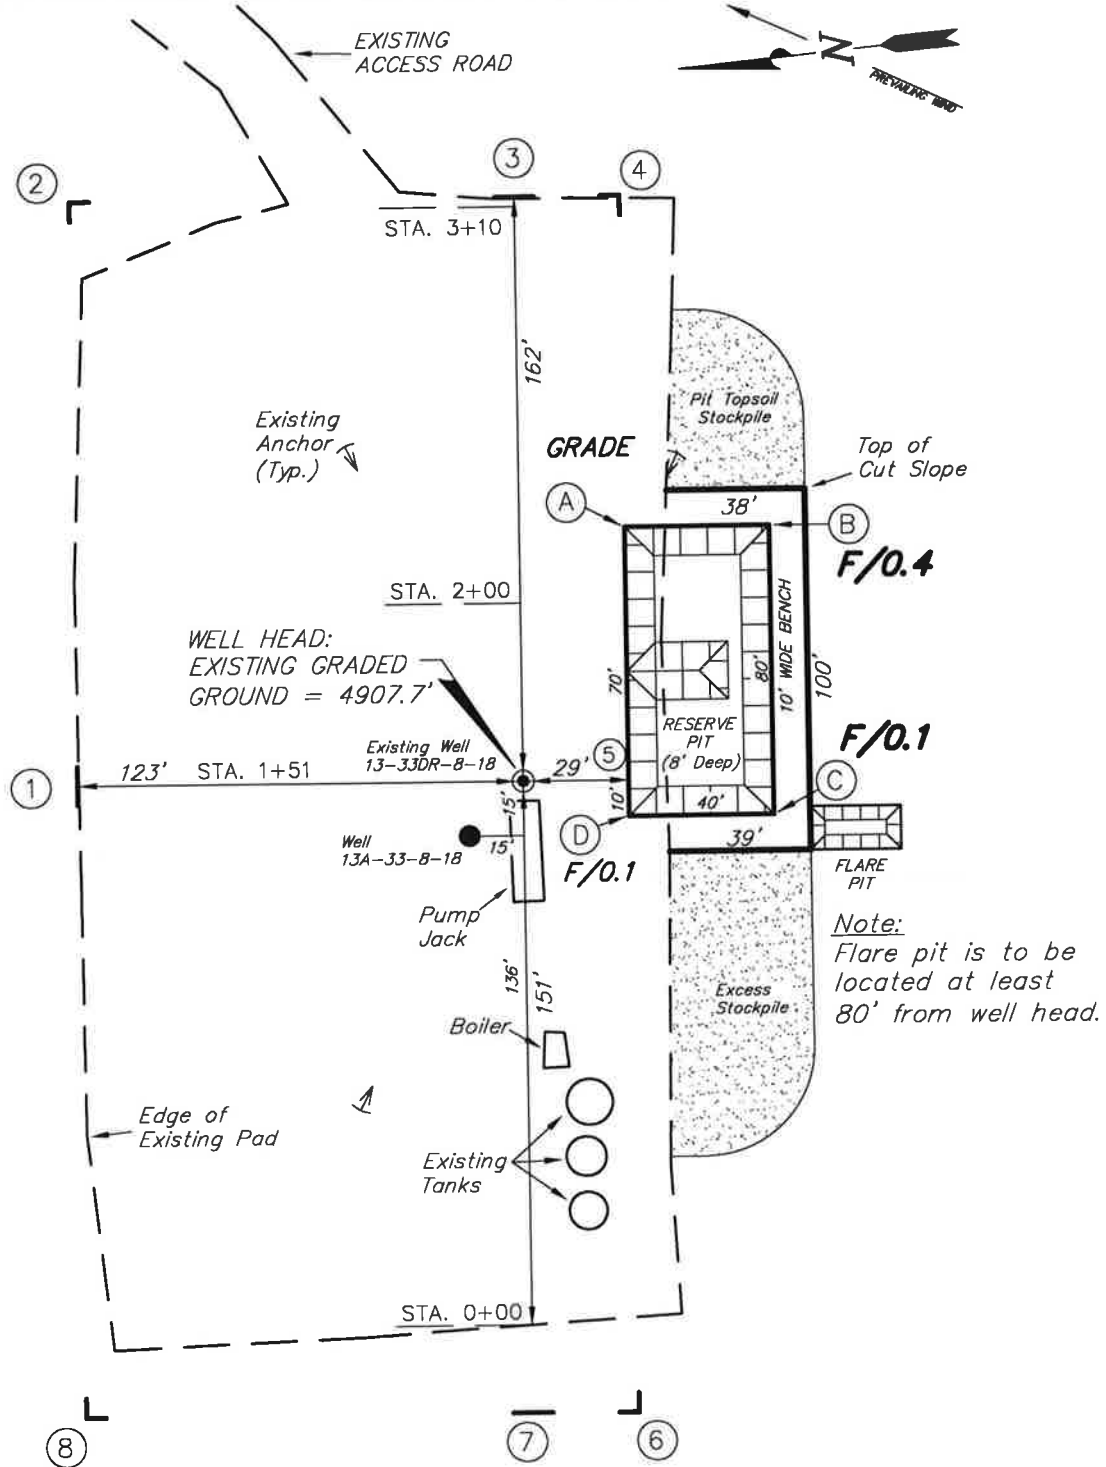 EXISTING
ACCESS ROAD
N
PREVAILING WIND
2
3
4
STA. 3+10
162'
Pit Topsoil
Stockpile
Existing
Anchor
(Typ.)
GRADE
Top of
Cut Slope
A
38'
B
F/0.4
STA. 2+00
10' WIDE BENCH
WELL HEAD:
EXISTING GRADED
GROUND = 4907.7'
70'
80'
100'
RESERVE
PIT
(8' Deep)
F/0.1
Existing Well
13-33DR-8-18
1
123'
STA. 1+51
29'
5
C
15'
10'
40'
D
39'
Well
13A-33-8-18
15'
F/0.1
FLARE
PIT
Pump
Jack
Note:
Flare pit is to be
located at least
80' from well head.
136'
151'
Excess
Stockpile
Boiler
Edge of
Existing Pad
Existing
Tanks
STA. 0+00
8
7
6